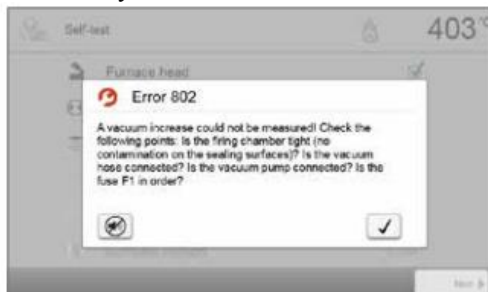 Self-test
403°
Furnace head
Error 802
A vacuum increase could not be measured! Check the
following points: Is the firing chamber tight (no
contamination on the sealing surfaces)? Is the vacuum
hose connected? Is the vacuum pump connected? Is the
fuse F1 in order?
Next